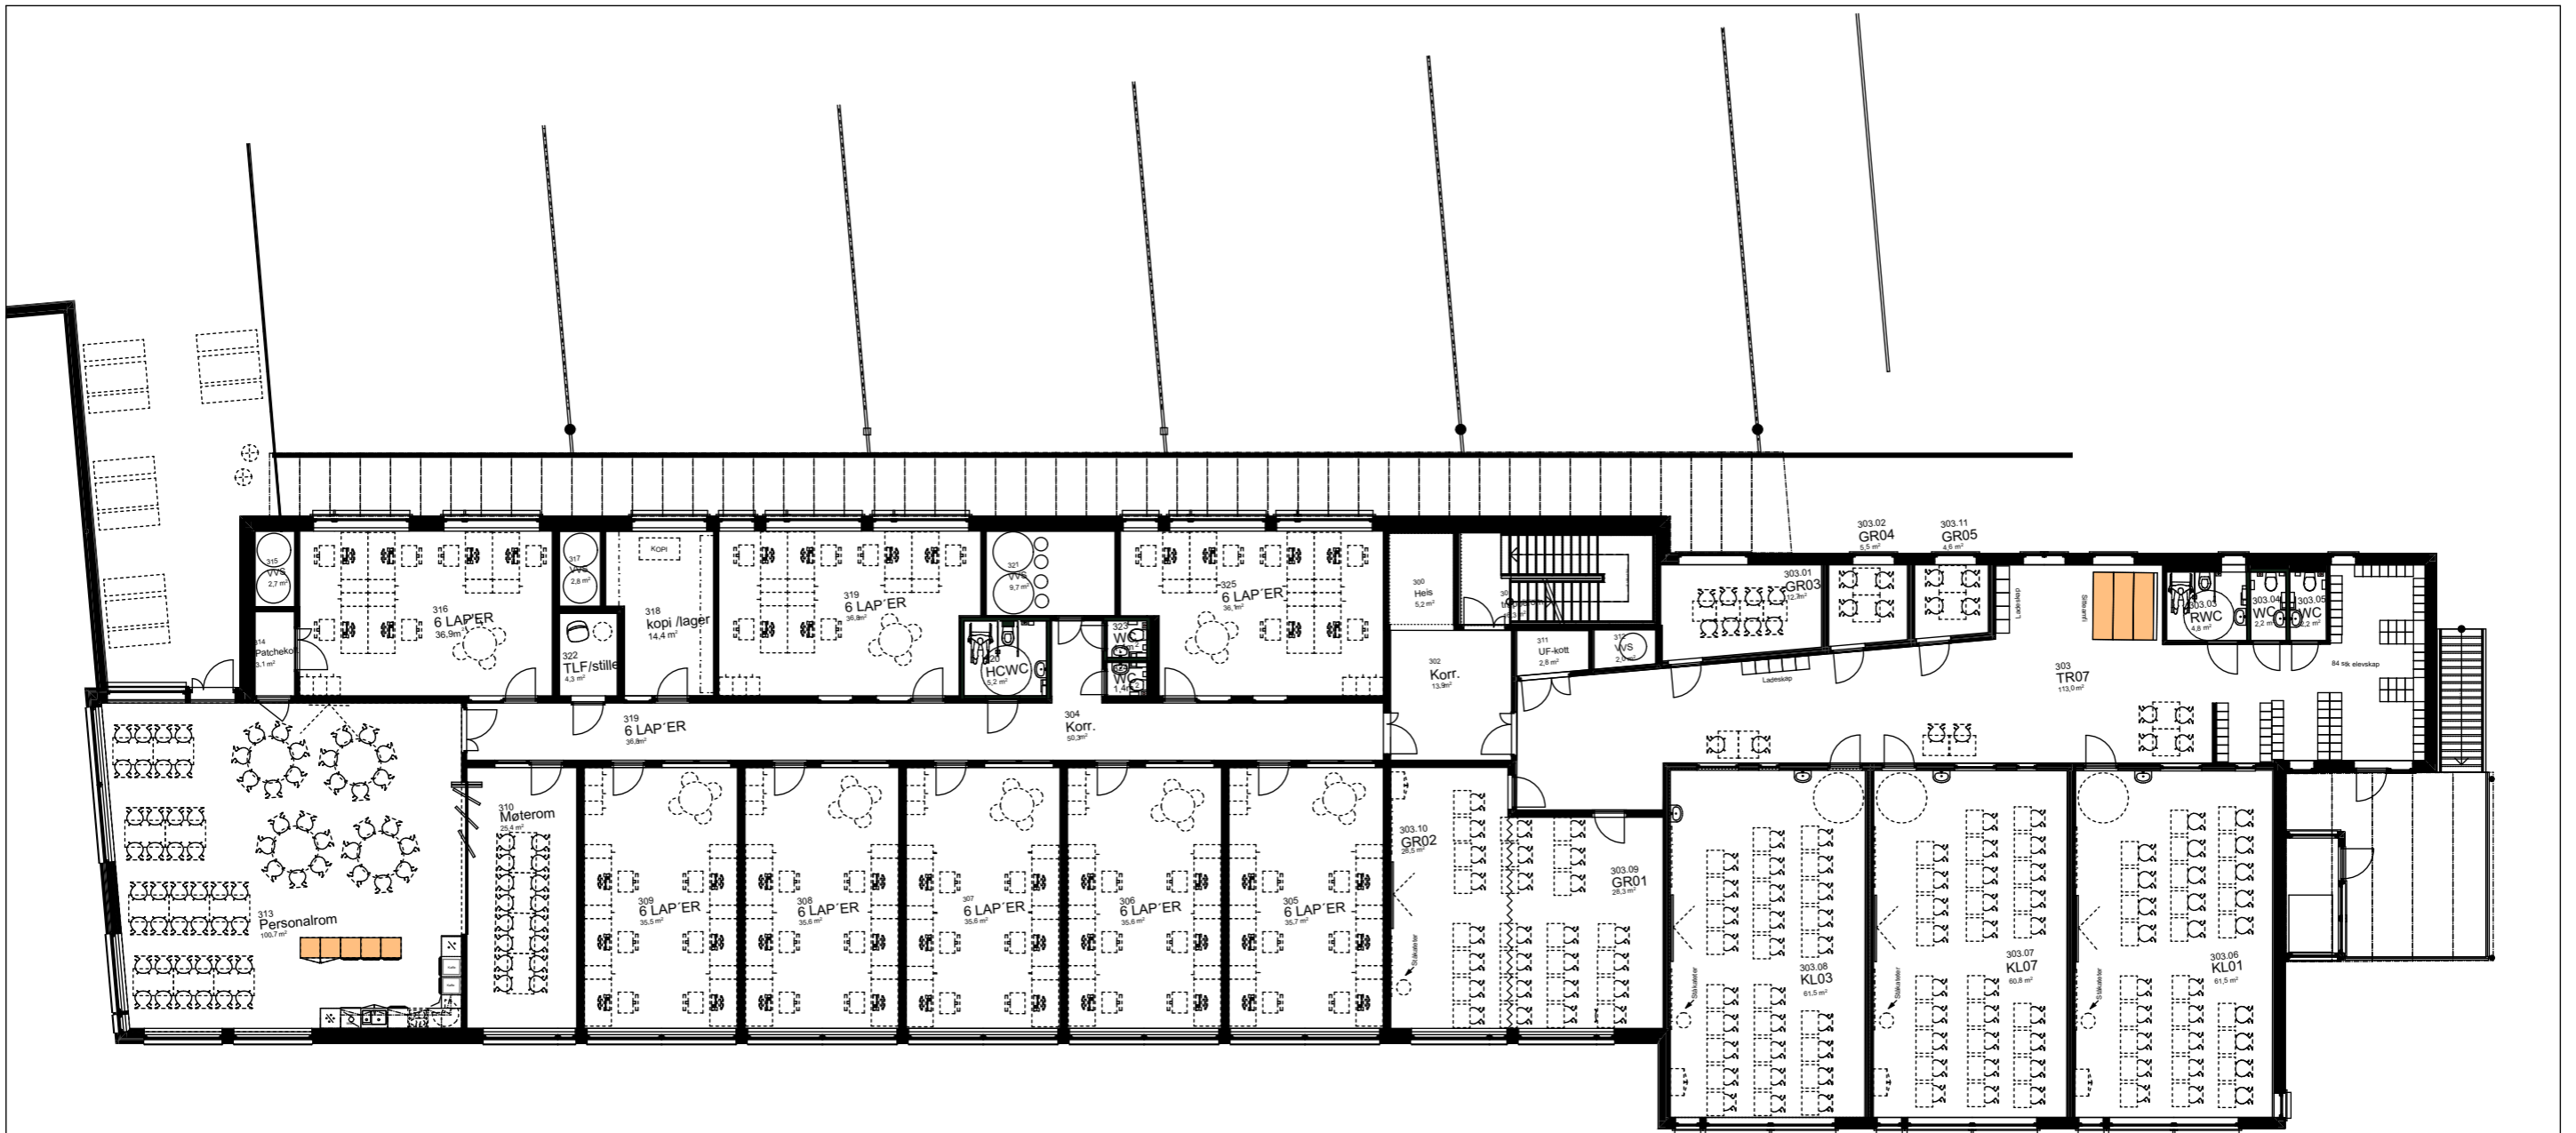 303.02
GR04
5,5 m²
303.11
GR05
4,6 m²
315
VVS
2,7 m²
317
VVS
2,8 m²
KOPI
321
VVS
9,7 m²
300
Heis
5,2 m²
303.01
GR03
12,7m²
Ladeskap
Sitteamfi
303.03
RWC
4,8 m²
303.04
WC
2,2 m²
303.05
WC
2,2 m²
316
6 LAP'ER
36,9m²
318
kopi /lager
14,4 m²
319
6 LAP´ER
36,8m²
325
6 LAP´ER
36,1m²
323
WC
314
Patchekott
3,1 m²
322
TLF/stille
4,3 m²
HCWC
5,2 m²
WC
1,4m²
302
Korr.
13,9m²
311
UF-kott
2,8 m²
312
VVS
2,0 m²
Ladeskap
303
TR07
113,0 m²
84 stk elevskap
319
6 LAP´ER
36,8m²
304
Korr.
50,3m²
310
Møterom
25,4 m²
313
Personalrom
100,7 m²
309
6 LAP´ER
35,5 m²
308
6 LAP´ER
35,6 m²
307
6 LAP´ER
35,6 m²
306
6 LAP´ER
35,6 m²
305
6 LAP´ER
35,7 m²
303.10
GR02
28,5 m²
Ståkateter
303.09
GR01
28,3 m²
303.08
KL03
61,5 m²
Ståkateter
303.07
KL07
60,8 m²
Ståkateter
303.06
KL01
61,5 m²
Ståkateter